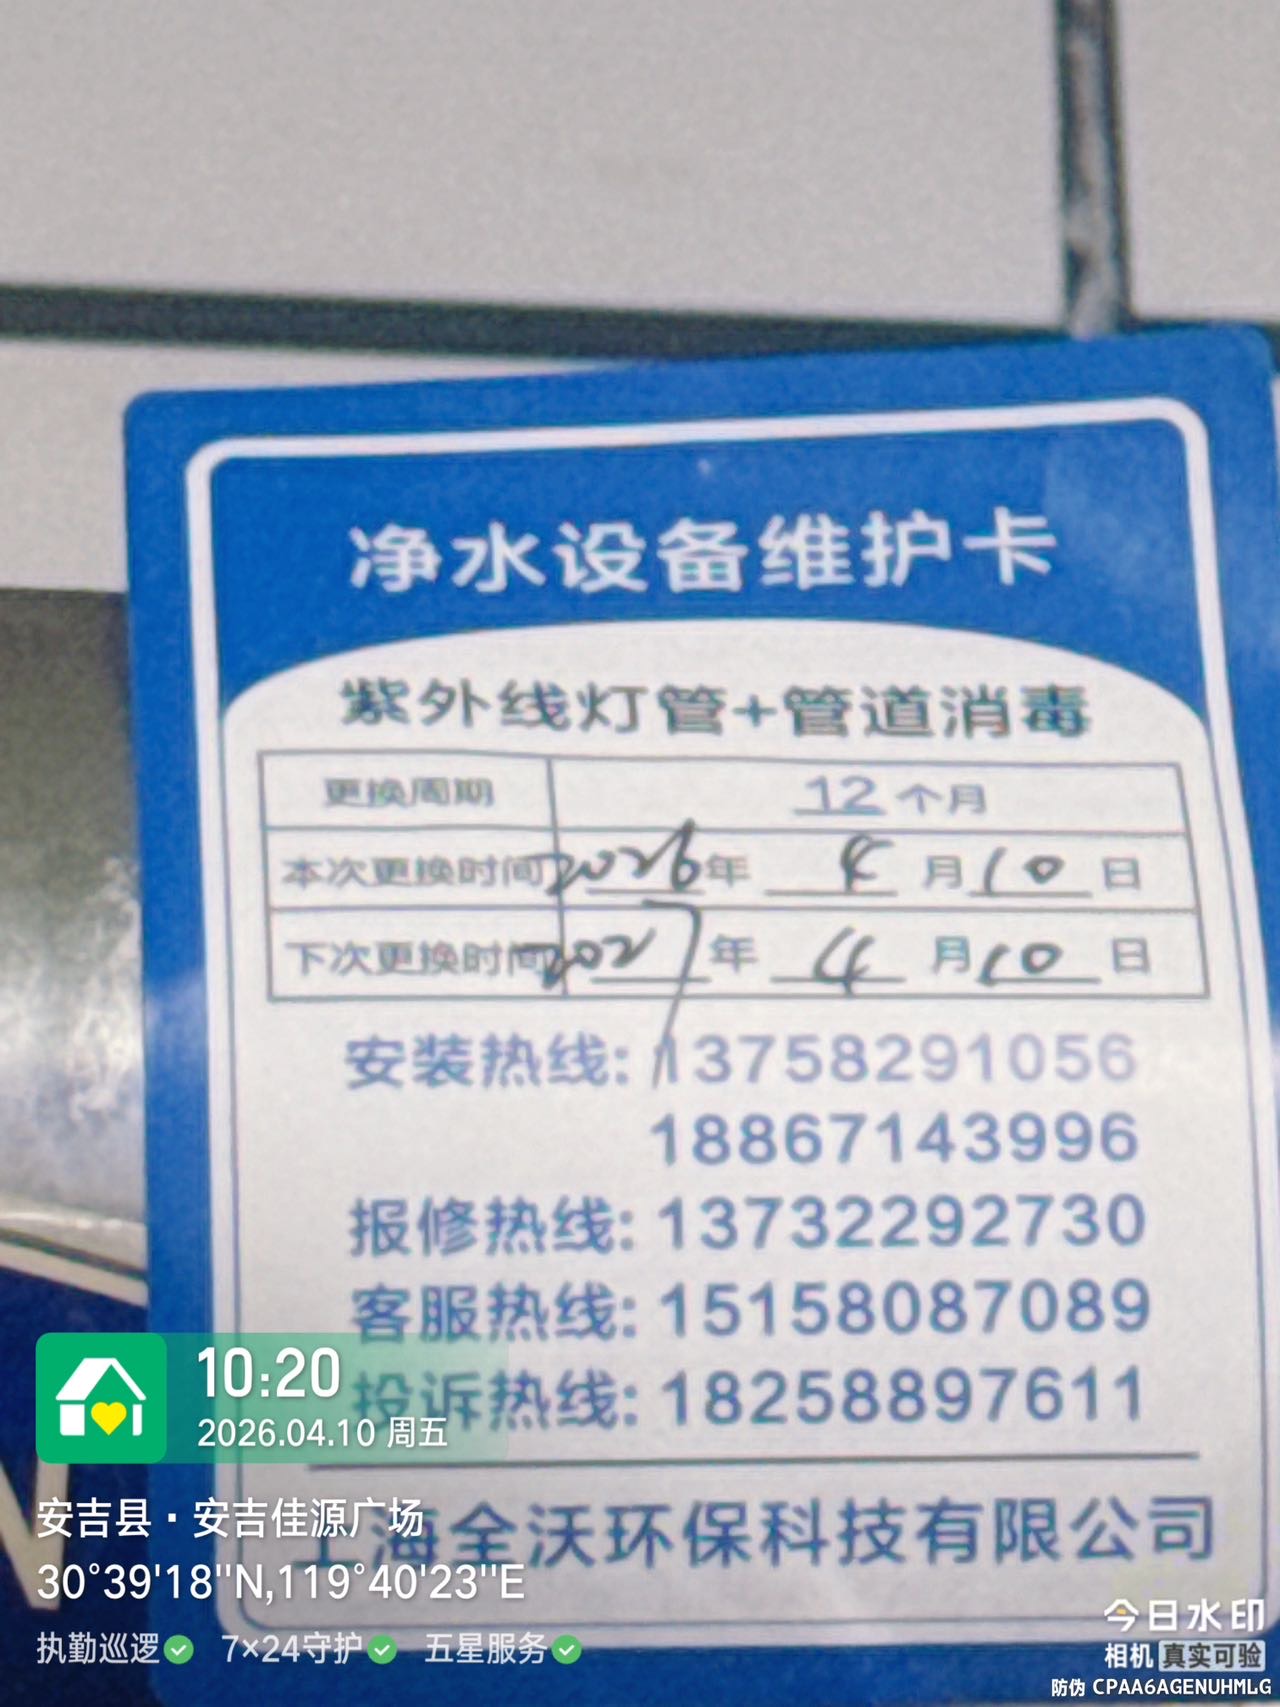 净水设备维护卡
紫外线灯管+管道消毒
更换周期 12个月
本次更换时间 2026年 4月10日
下次更换时间 2027年 4月10日
安装热线: 13758291056
18867143996
报修热线: 13732292730
客服热线: 15158087089
投诉热线: 18258897611
上海全沃环保科技有限公司
10:20
2026.04.10 周五
安吉县·安吉佳源广场
30°39'18"N,119°40'23"E
执勤巡逻 7×24守护 五星服务
今日水印
相机 真实可验
防伪 CPAA6AGENUHMLG